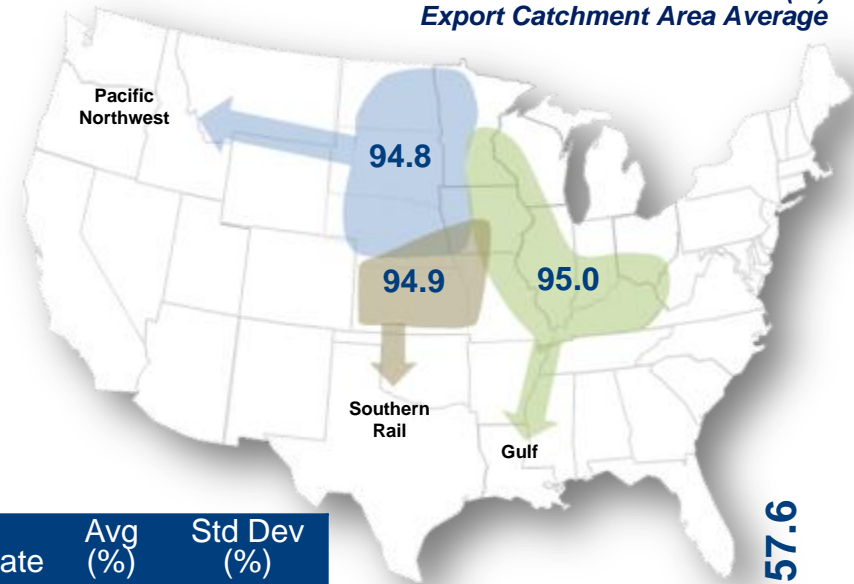 Export Catchment Area Average
Pacific
Northwest
94.8
94.9
95.0
Southern
Rail
Gulf
57.6
Avg Std Dev
ate (%) (%)